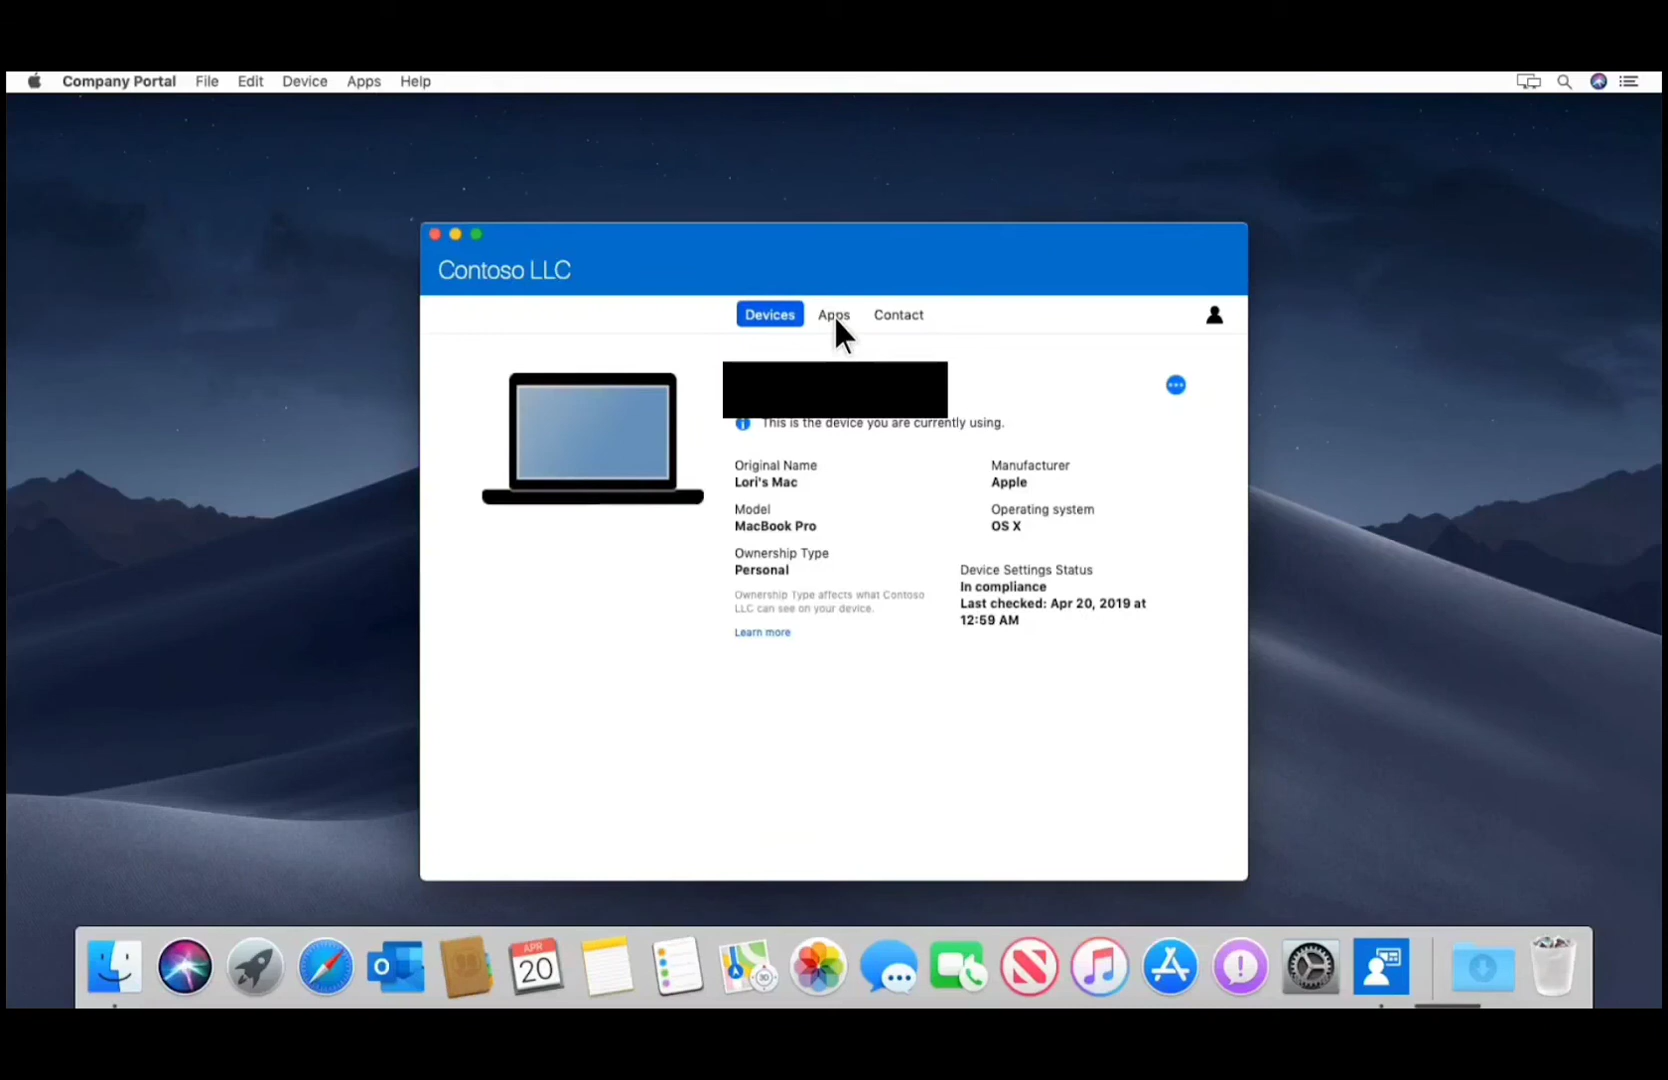 Company Portal File Edit Device Apps Help
Contoso LLC
Devices Apps Contact
This is the device you are currently using.
Original Name
Lori's Mac
Manufacturer
Apple
Model
MacBook Pro
Operating system
OS X
Ownership Type
Personal
Ownership Type affects what Contoso
LLC can see on your device.
Learn more
Device Settings Status
In compliance
Last checked: Apr 20, 2019 at
12:59 AM
APR
20
3D